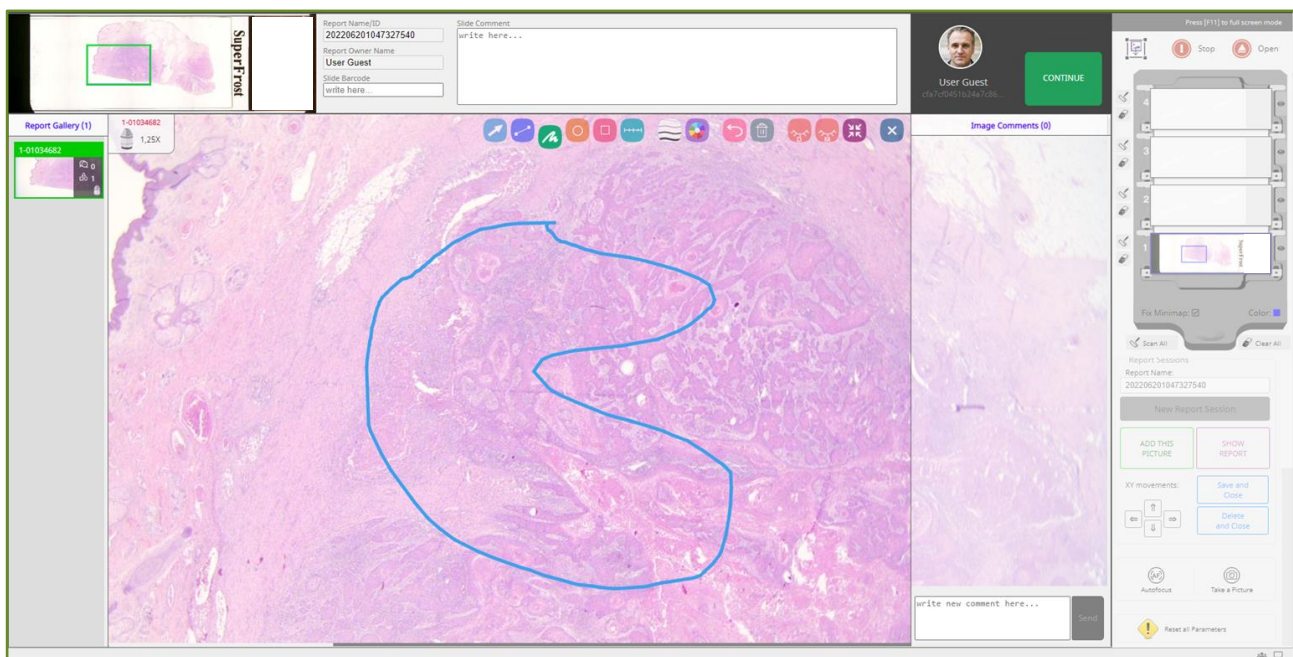 Press [F11] to full screen mode
SuperFrost
Report Name/ID
202206201047327540
Report Owner Name
User Guest
Slide Barcode
write here...
Slide Comment
write here...
User Guest
CONTINUE
Stop
Open
Report Gallery (1)
1-01034682
0
1
1-01034682
1,25X
Image Comments (0)
write new comment here...
Send
4
3
2
1
SuperFrost
Fix Minimap:
Color:
Scan All
Clear All
Report Sessions
Report Name:
202206201047327540
New Report Session
ADD THIS
PICTURE
SHOW
REPORT
XY movements:
Save and
Close
Delete
and Close
AF
Autofocus
Take a Picture
Reset all Parameters